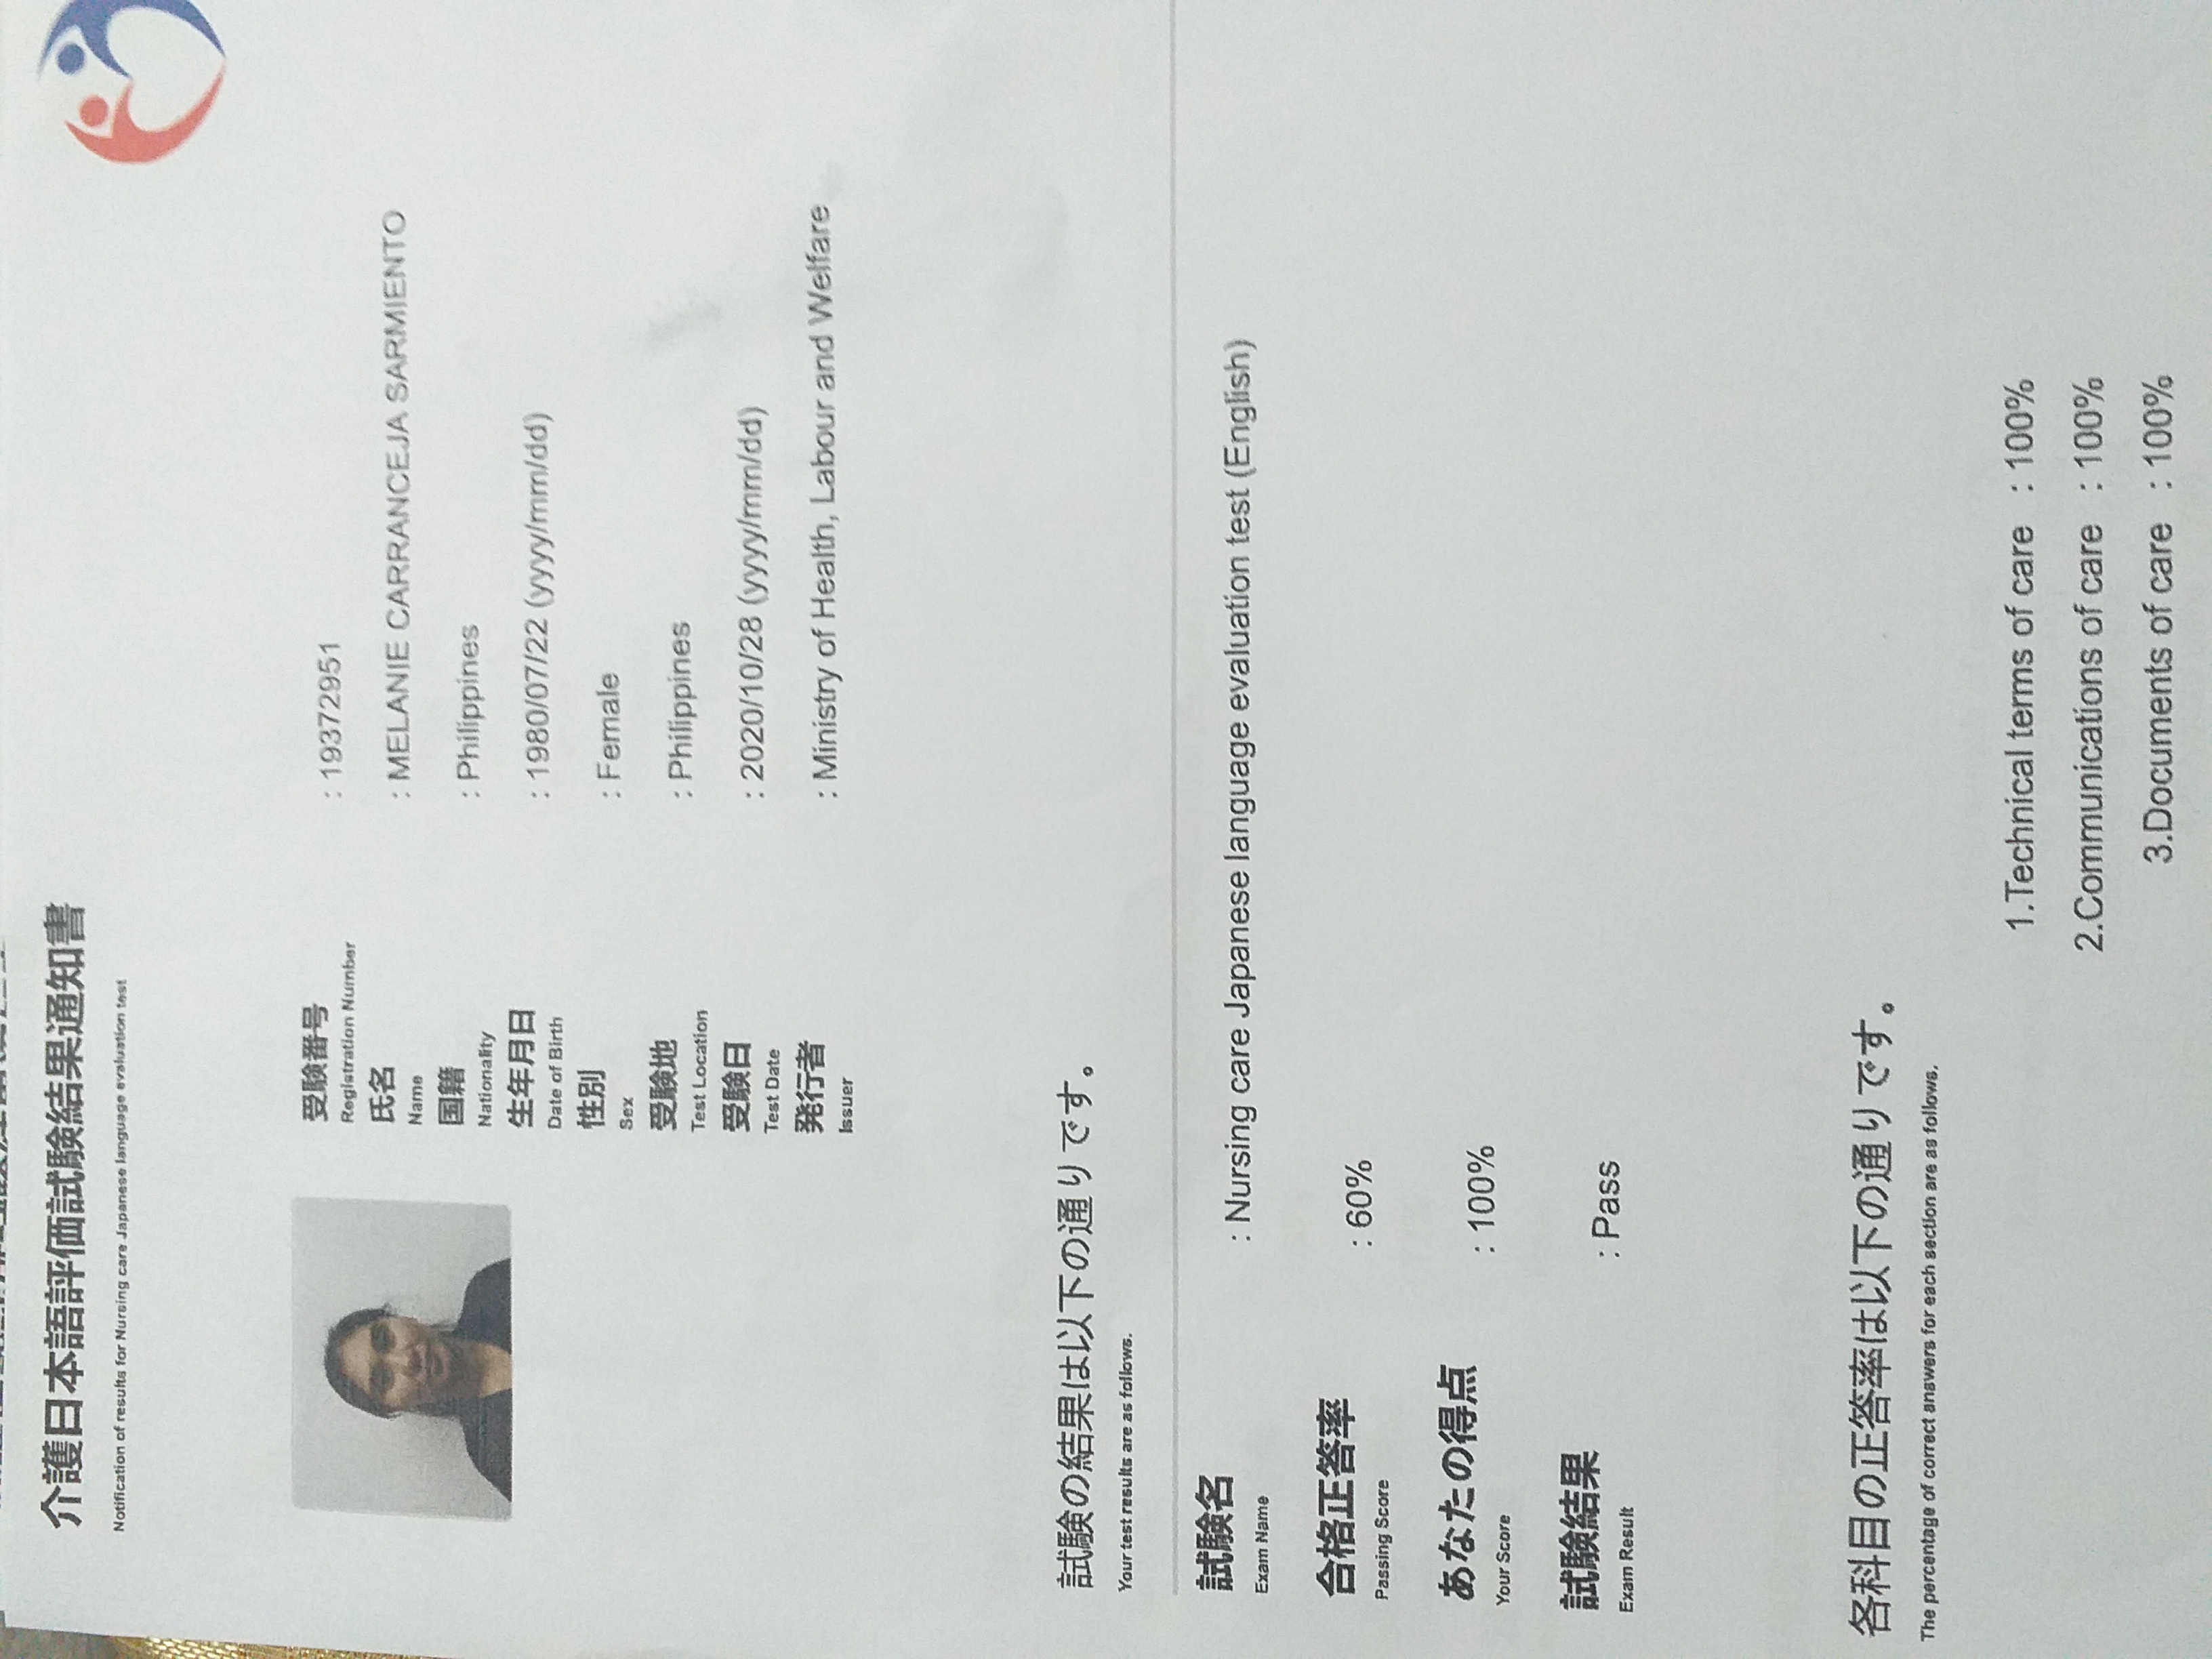 介護日本語評価試験結果通知書
Notification of results for Nursing care Japanese language evaluation test
受験番号
Registration Number
: 19372951
氏名
Name
: MELANIE CARRANCEJA SARMIENTO
国籍
Nationality
: Philippines
生年月日
Date of Birth
: 1980/07/22 (yyyy/mm/dd)
性別
Sex
: Female
受験地
Test Location
: Philippines
受験日
Test Date
: 2020/10/28 (yyyy/mm/dd)
発行者
Issuer
: Ministry of Health, Labour and Welfare
試験の結果は以下の通りです。
Your test results are as follows.
試験名
Exam Name
: Nursing care Japanese language evaluation test (English)
合格正答率
Passing Score
: 60%
あなたの得点
Your Score
: 100%
試験結果
Exam Result
: Pass
各科目の正答率は以下の通りです。
The percentage of correct answers for each section are as follows.
1.Technical terms of care : 100%
2.Communications of care : 100%
3.Documents of care : 100%